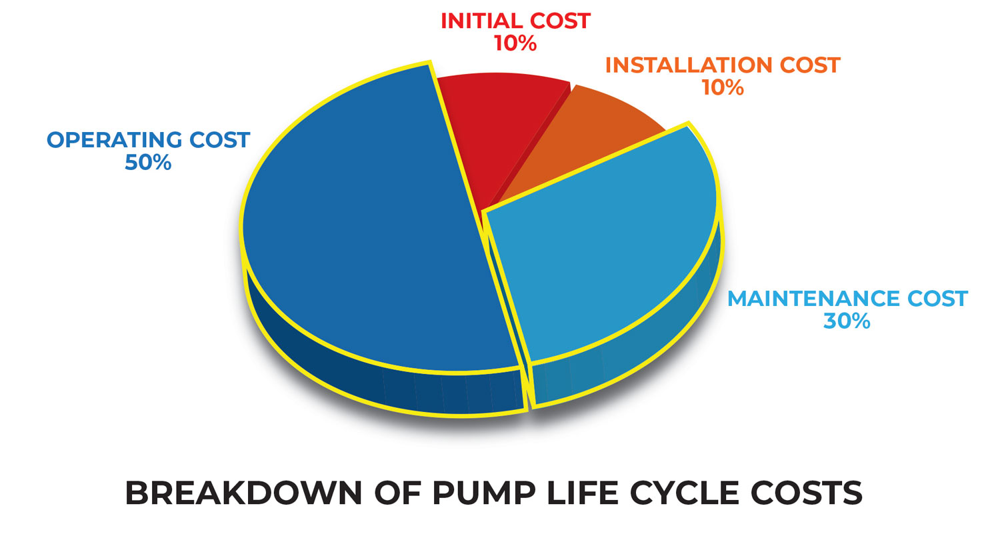 INITIAL COST
10%
INSTALLATION COST
10%
OPERATING COST
50%
MAINTENANCE COST
30%
BREAKDOWN OF PUMP LIFE CYCLE COSTS